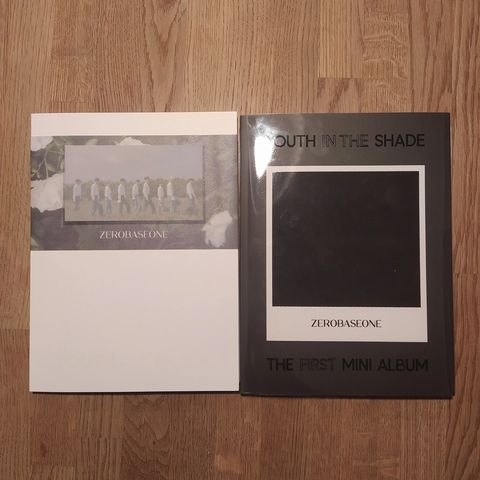 ZEROBASEONE
YOUTH IN THE SHADE
ZEROBASEONE
THE FIRST MINI ALBUM